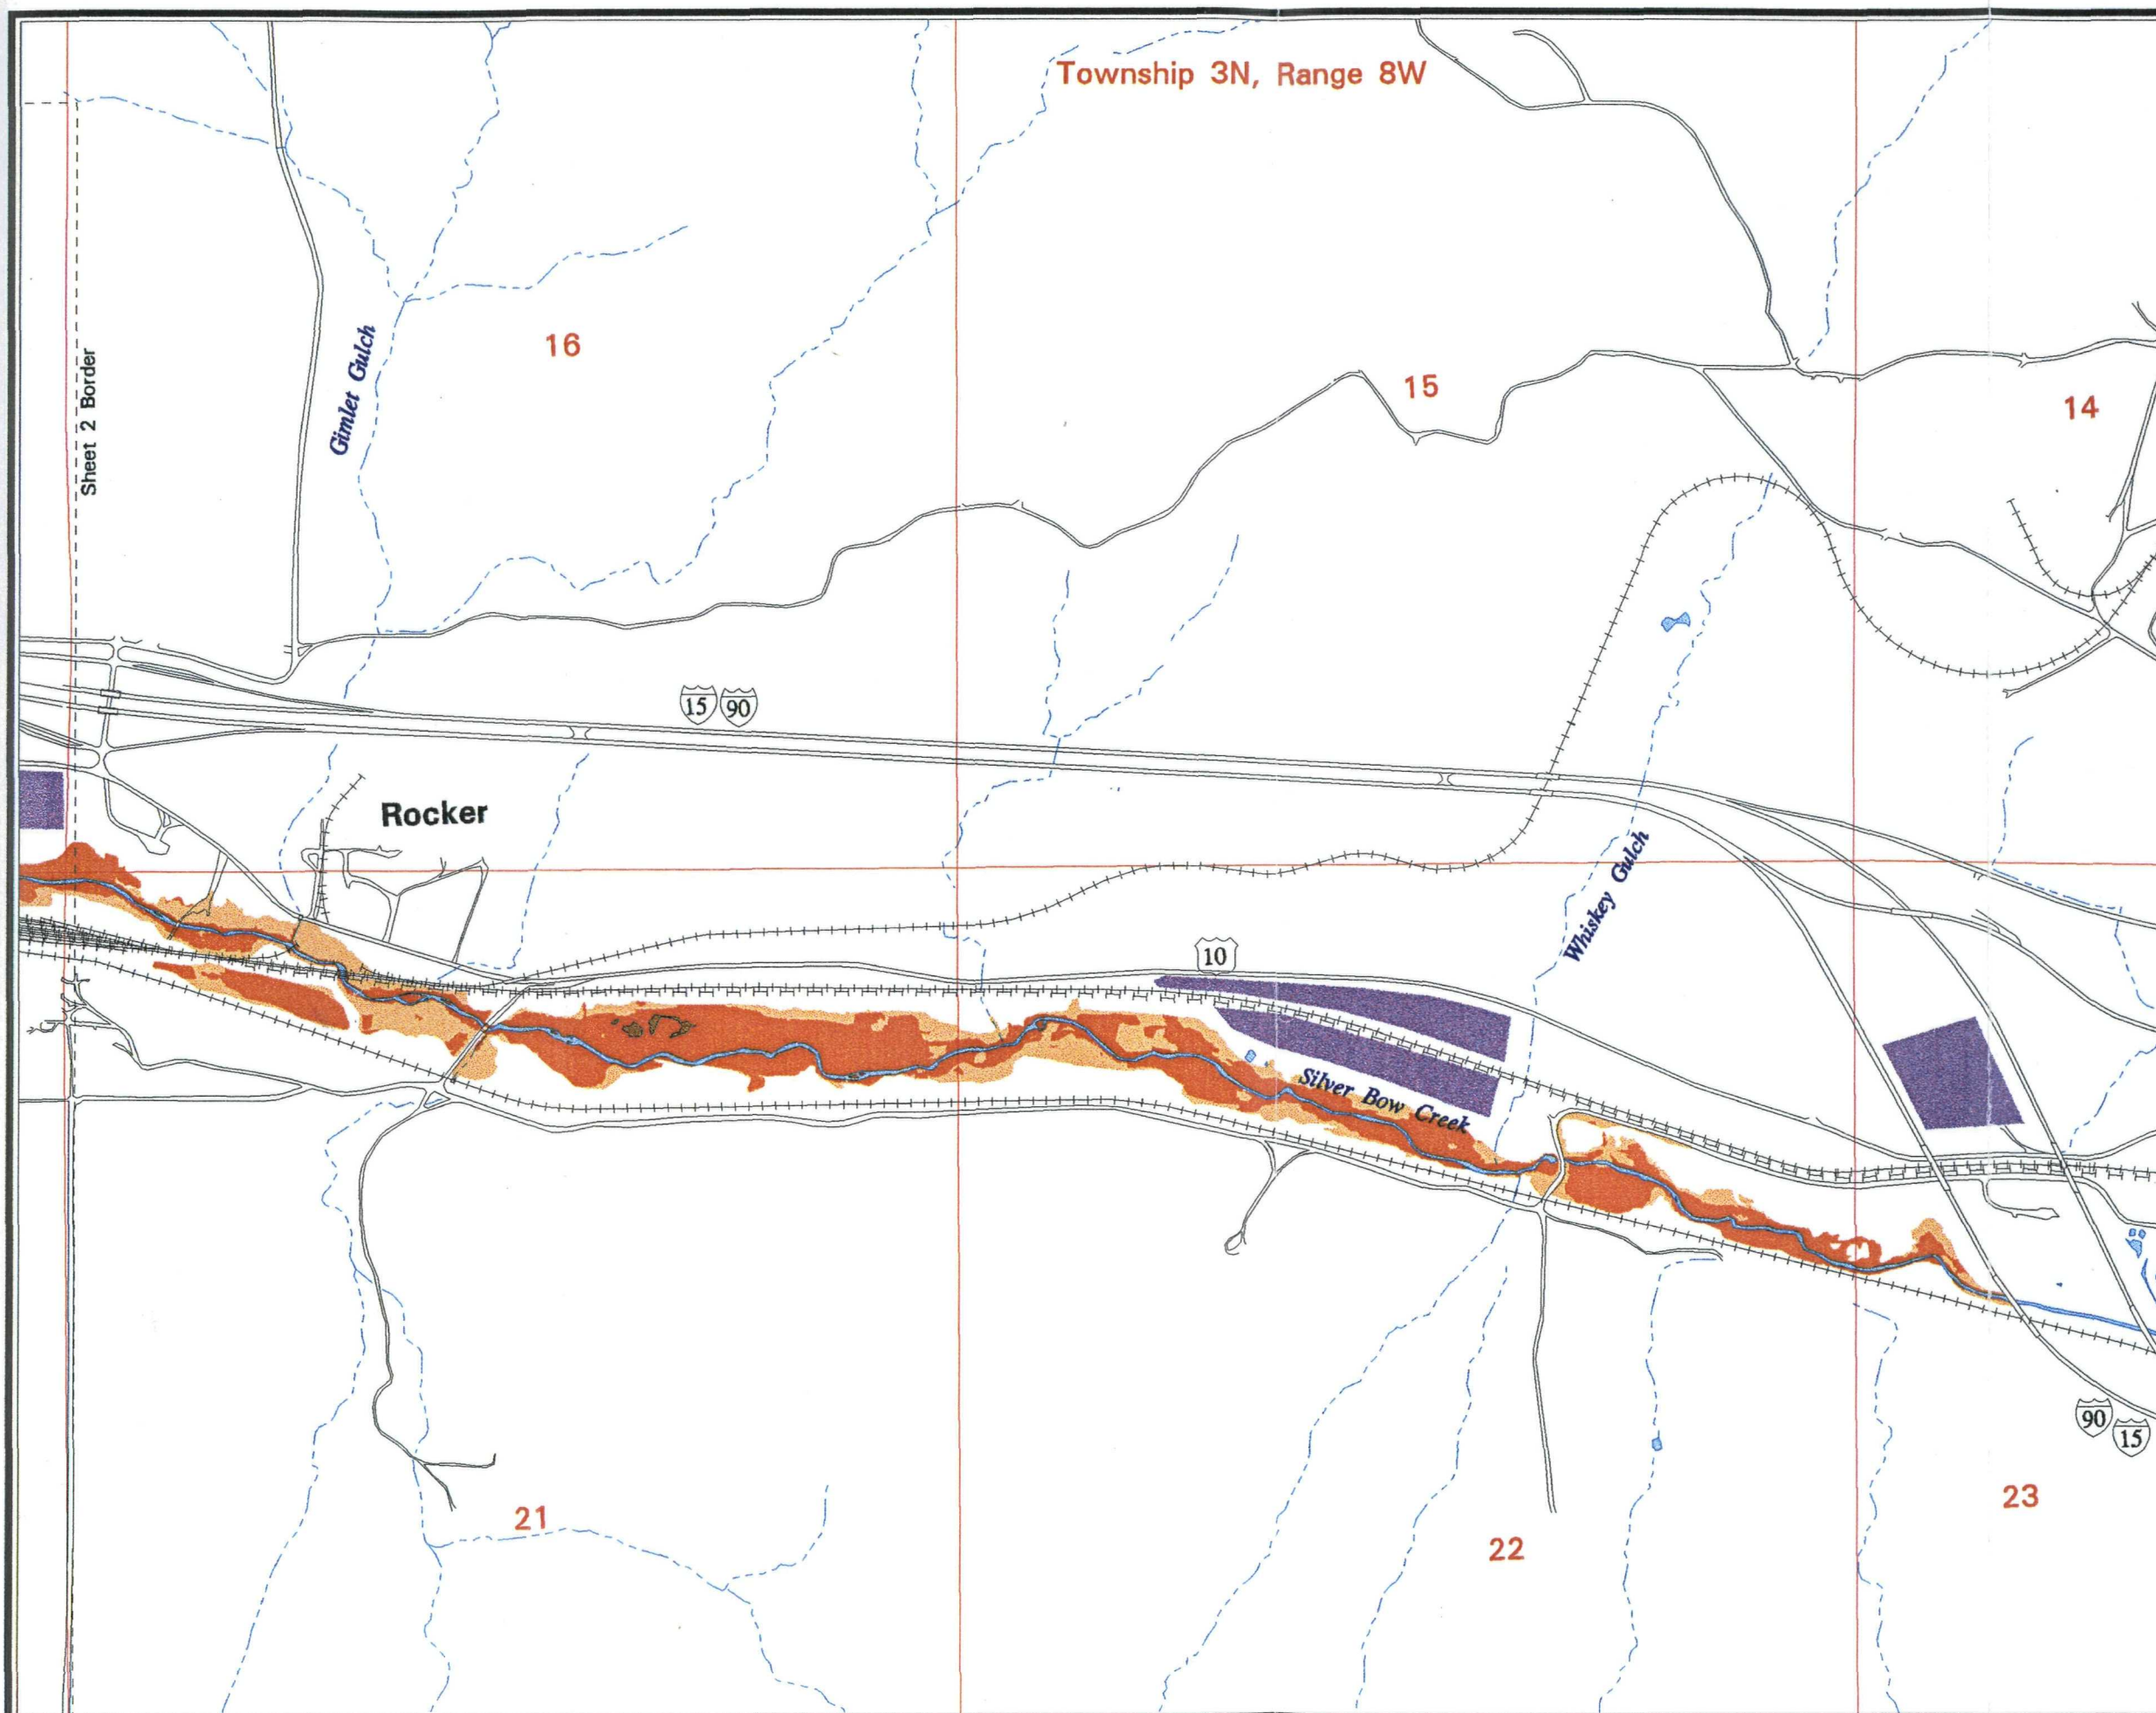 Township 3N, Range 8W
Sheet 2 Border
Gimlet Gulch
16
15
14
15 90
Rocker
Whiskey Gulch
10
Silver Bow Creek
90
15
21
22
23